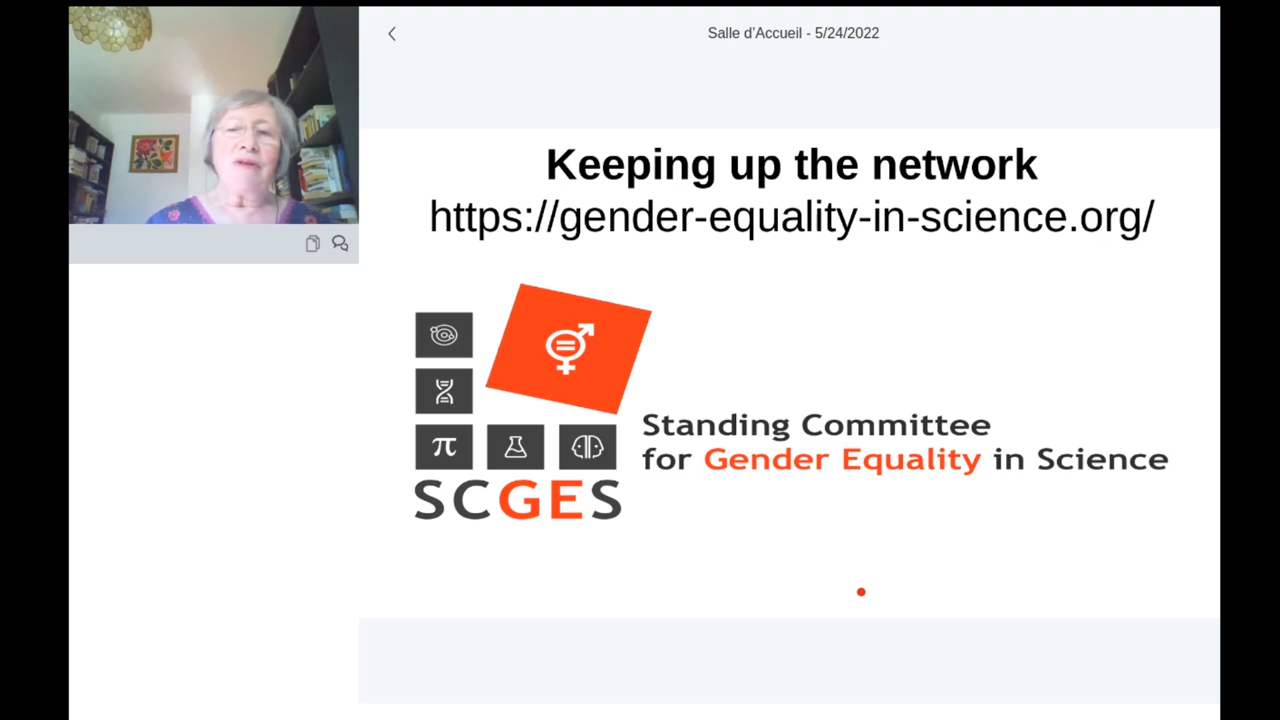 Salle d'Accueil - 5/24/2022
Keeping up the network
https://gender-equality-in-science.org/
π
Standing Committee
for Gender Equality in Science
SCGES